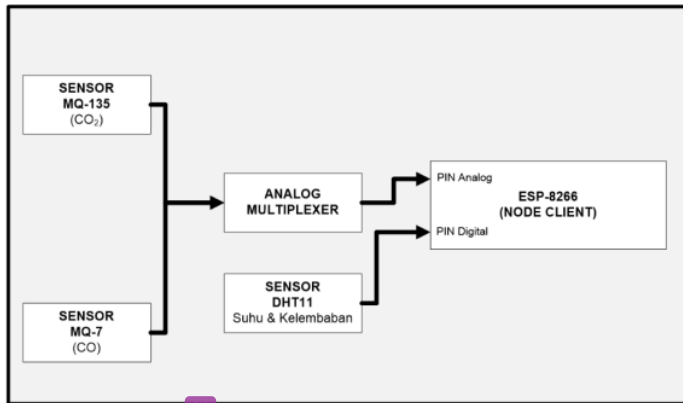 SENSOR
MQ-135
(CO₂)
ANALOG
MULTIPLEXER
PIN Analog
ESP-8266
(NODE CLIENT)
PIN Digital
SENSOR
DHT11
Suhu & Kelembaban
SENSOR
MQ-7
(CO)